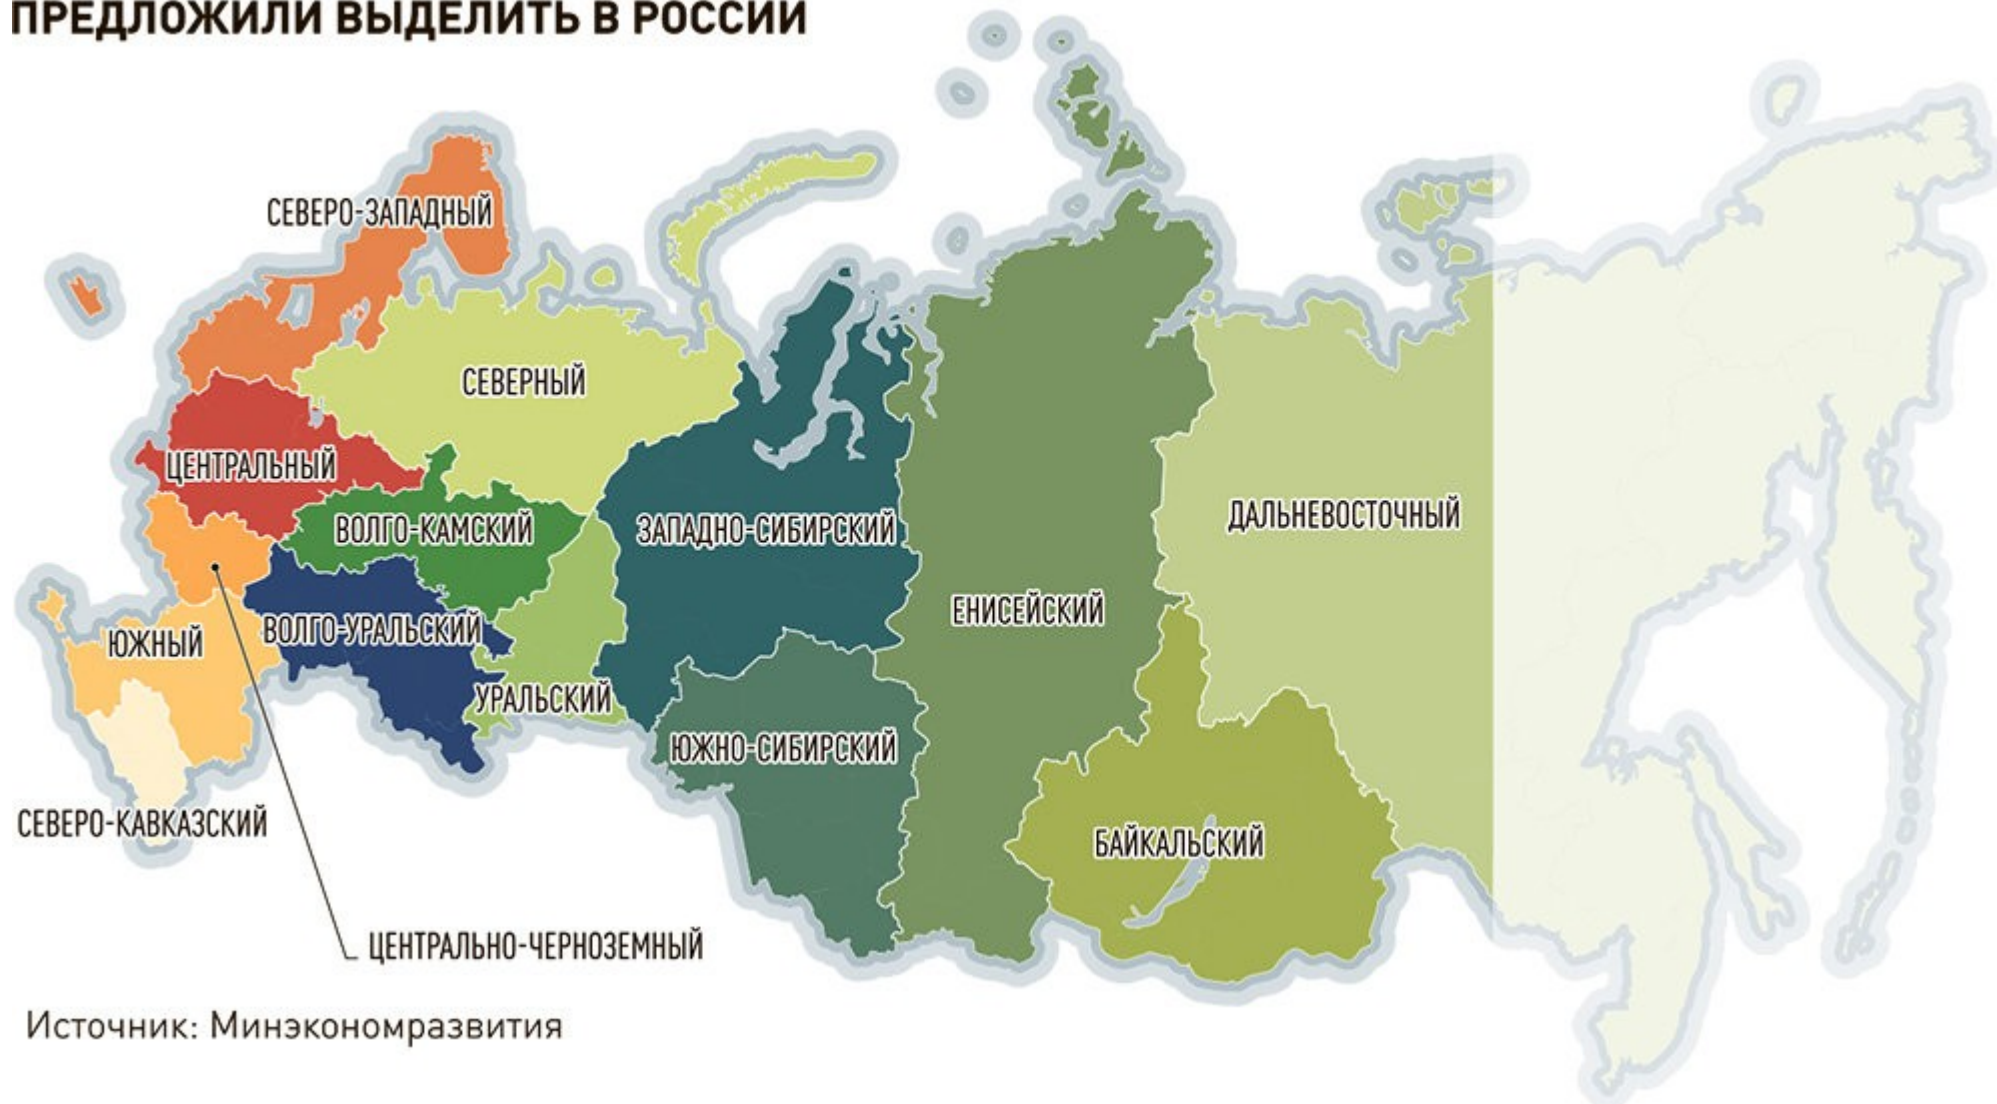 ПРЕДЛОЖИЛИ ВЫДЕЛИТЬ В РОССИИ
СЕВЕРО-ЗАПАДНЫЙ
СЕВЕРНЫЙ
ЦЕНТРАЛЬНЫЙ
ВОЛГО-КАМСКИЙ
ЗАПАДНО-СИБИРСКИЙ
ДАЛЬНЕВОСТОЧНЫЙ
ЕНИСЕЙСКИЙ
ЮЖНЫЙ
ВОЛГО-УРАЛЬСКИЙ
УРАЛЬСКИЙ
ЮЖНО-СИБИРСКИЙ
СЕВЕРО-КАВКАЗСКИЙ
БАЙКАЛЬСКИЙ
ЦЕНТРАЛЬНО-ЧЕРНОЗЕМНЫЙ
Источник: Минэкономразвития